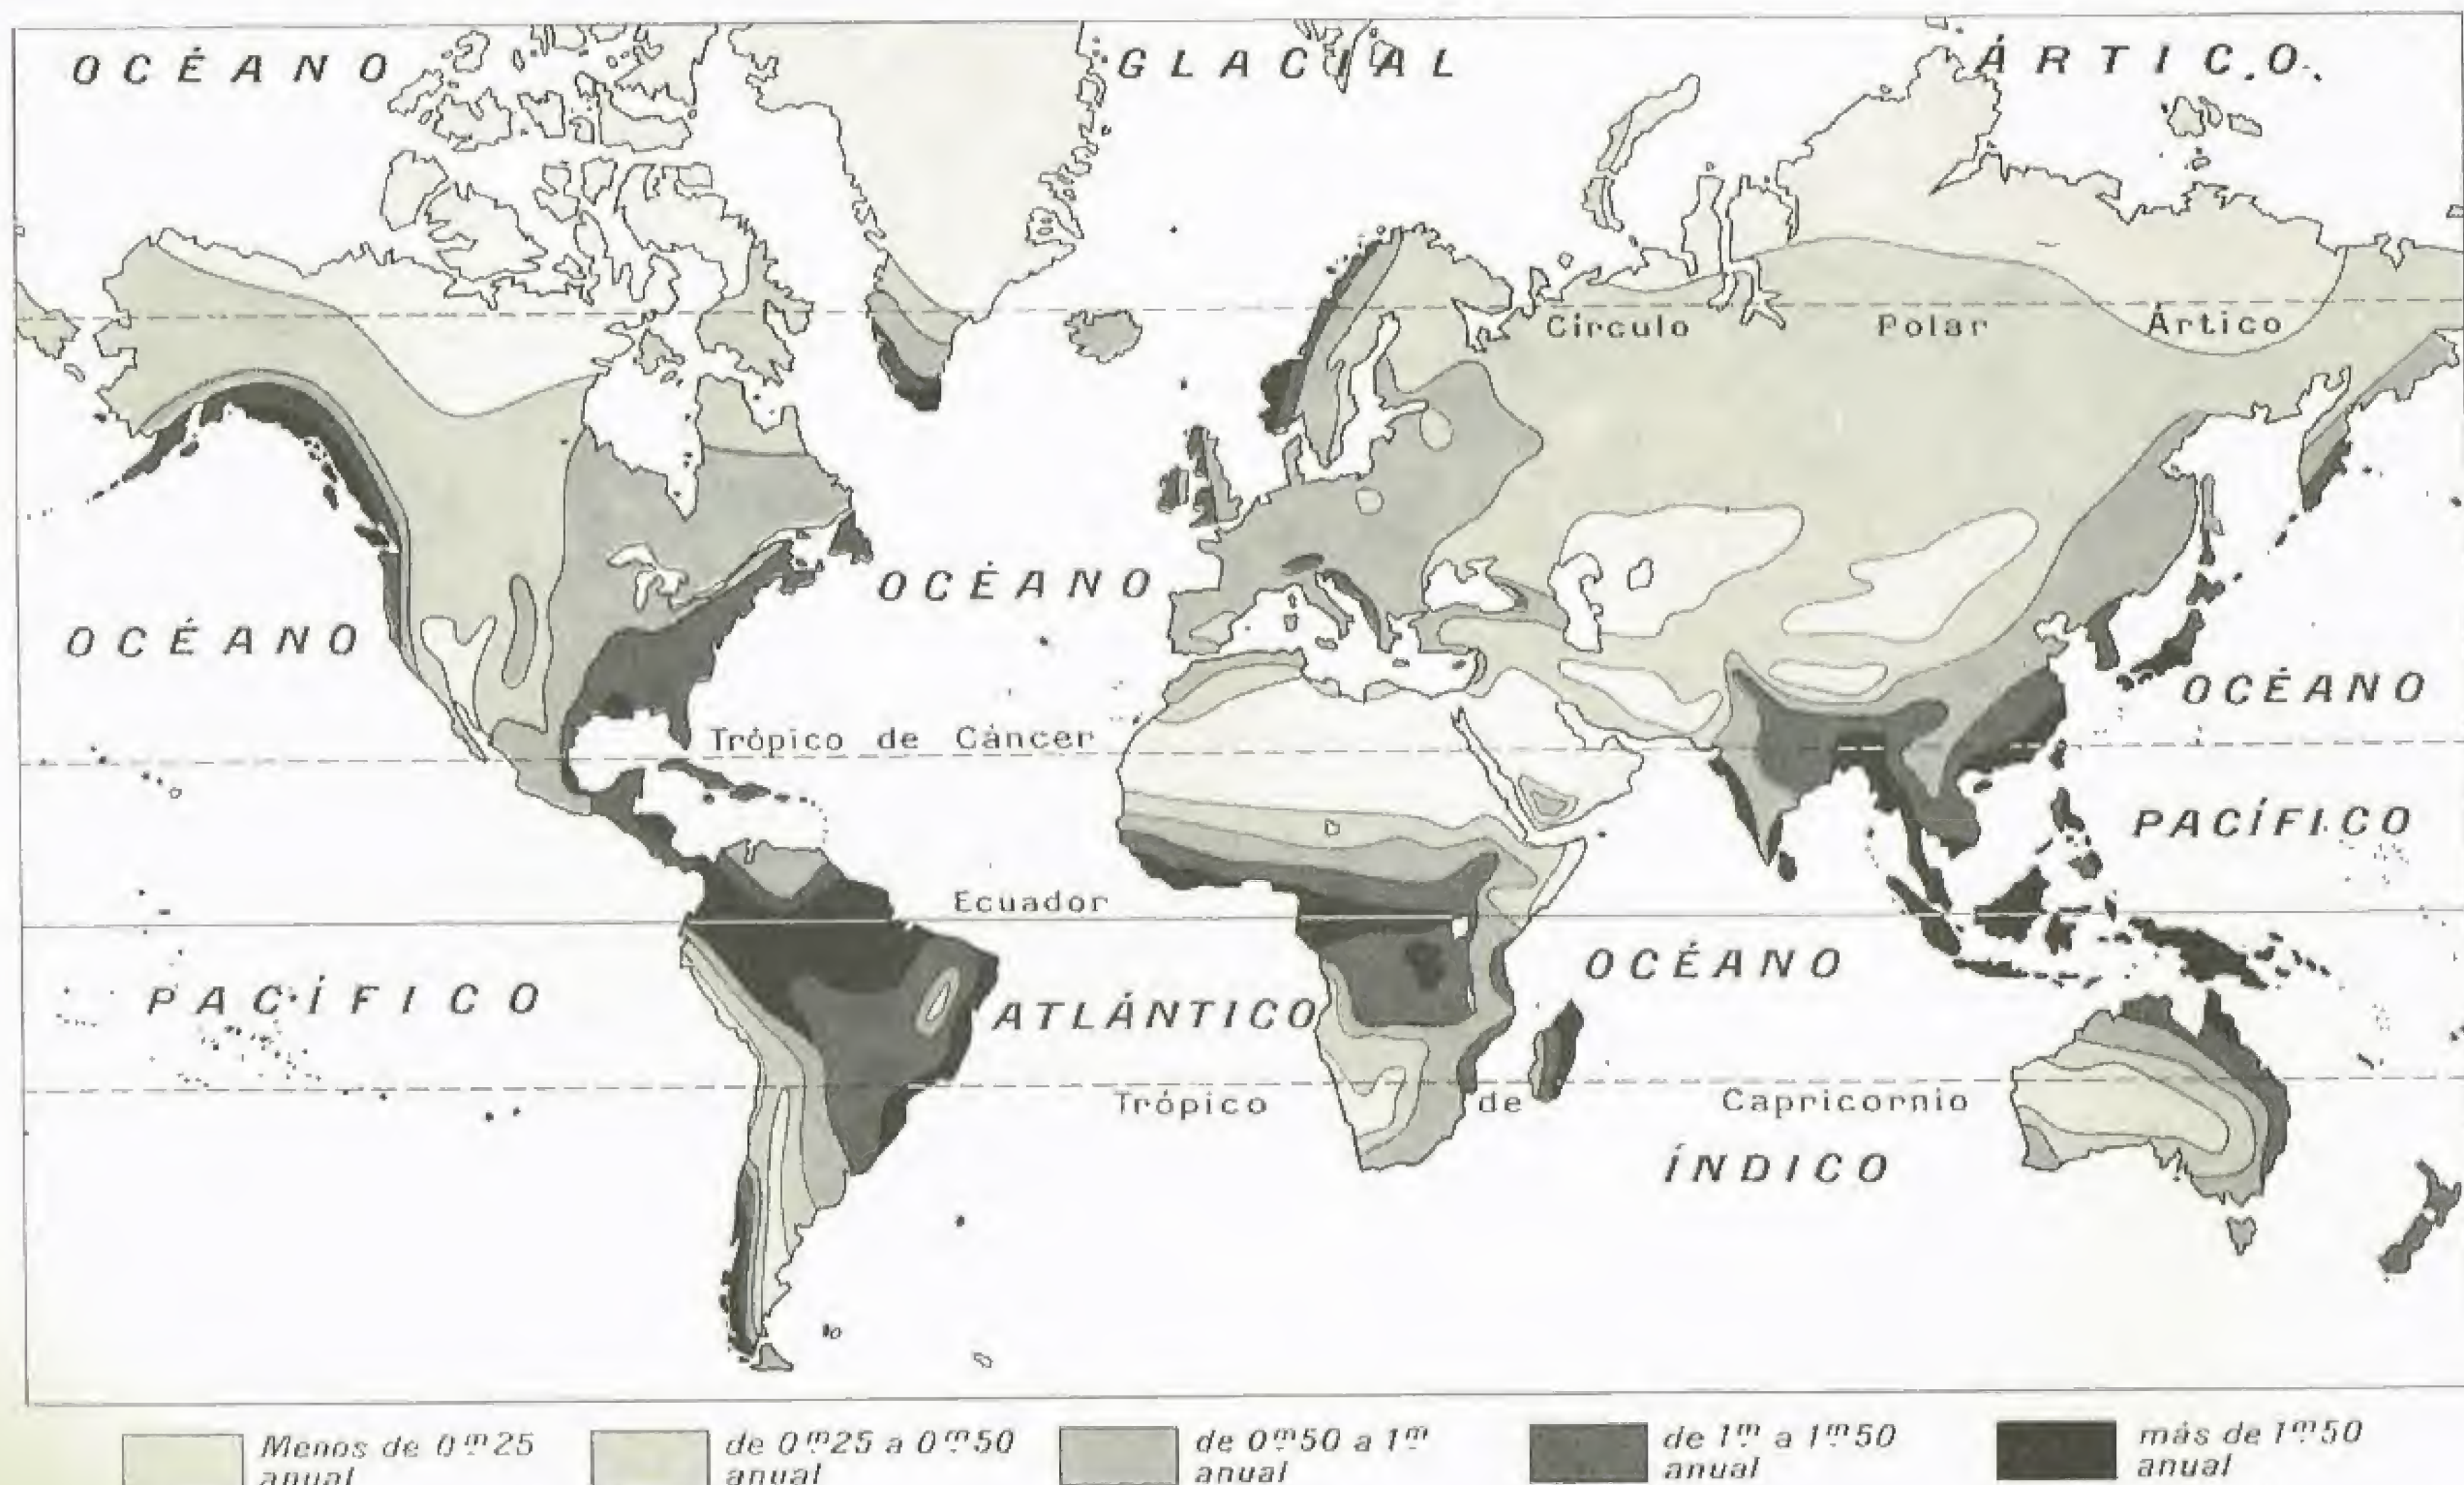 OCÉANO GLACIAL ÁRTICO
Círculo Polar Ártico
OCÉANO
OCÉANO
OCÉANO
Trópico de Cáncer
PACÍFICO
Ecuador
OCÉANO
PACÍFICO
ATLÁNTICO
Trópico de Capricornio
ÍNDICO
Menos de 0m25
anual
de 0m25 a 0m50
anual
de 0m50 a 1m
anual
de 1m a 1m50
anual
más de 1m50
anual